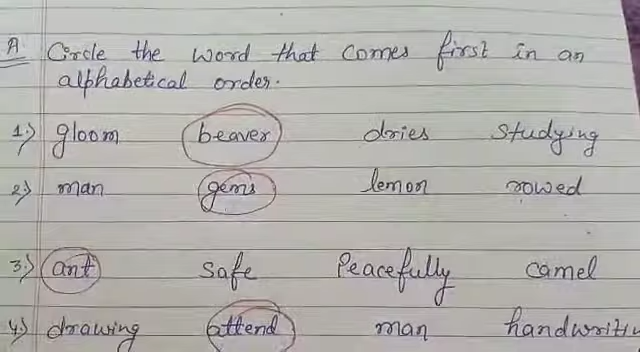 A Circle the word that comes first in an
alphabetical order.
1.) gloom beaver dries studying
2.) man gems lemon rowed
3.) ant safe Peacefully camel
4.) drawing attend man